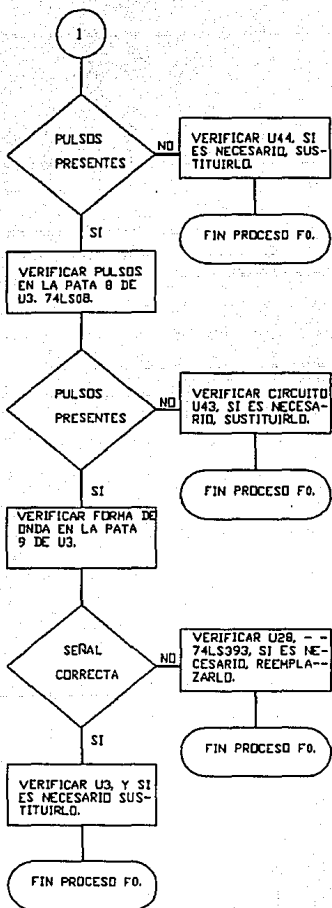 1
PULSOS
PRESENTES
NO
VERIFICAR U44, SI
ES NECESARIO, SUS-
TITUIRLO.
FIN PROCESO F0.
SI
VERIFICAR PULSOS
EN LA PATA 8 DE
U3. 74LS08.
PULSOS
PRESENTES
NO
VERIFICAR CIRCUITO
U43, SI ES NECESA-
RIO, SUSTITUIRLO.
FIN PROCESO F0.
SI
VERIFICAR FORMA DE
ONDA EN LA PATA
9 DE U3.
SEÑAL
CORRECTA
NO
VERIFICAR U28, - -
74LS393, SI ES NE-
CESARIO, REEMPLA--
ZARLO.
FIN PROCESO F0.
SI
VERIFICAR U3, Y SI
ES NECESARIO SUS-
TITUIRLO.
FIN PROCESO F0.